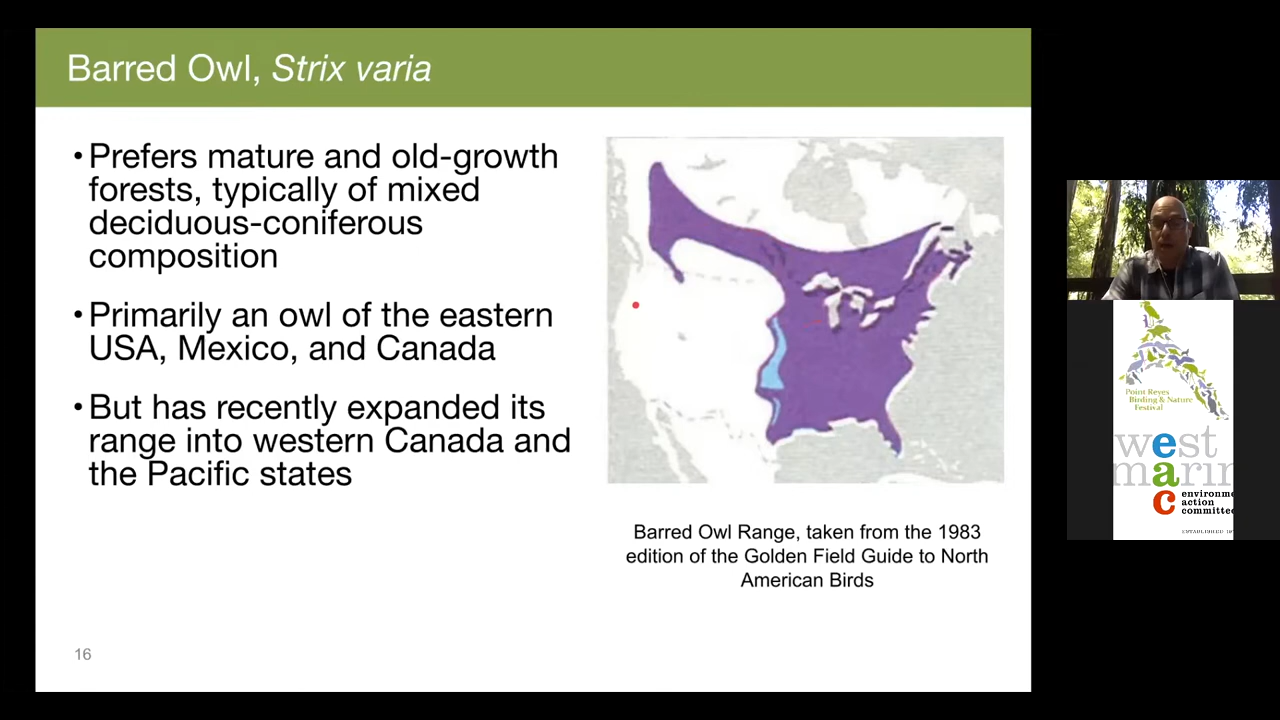 Barred Owl, Strix varia
•Prefers mature and old-growth
forests, typically of mixed
deciduous-coniferous
composition
•Primarily an owl of the eastern
USA, Mexico, and Canada
•But has recently expanded its
range into western Canada and
the Pacific states
Barred Owl Range, taken from the 1983
edition of the Golden Field Guide to North
American Birds
16
Point Reyes
Birding & Nature
Festival
west
marin
eac
environme
action
committee